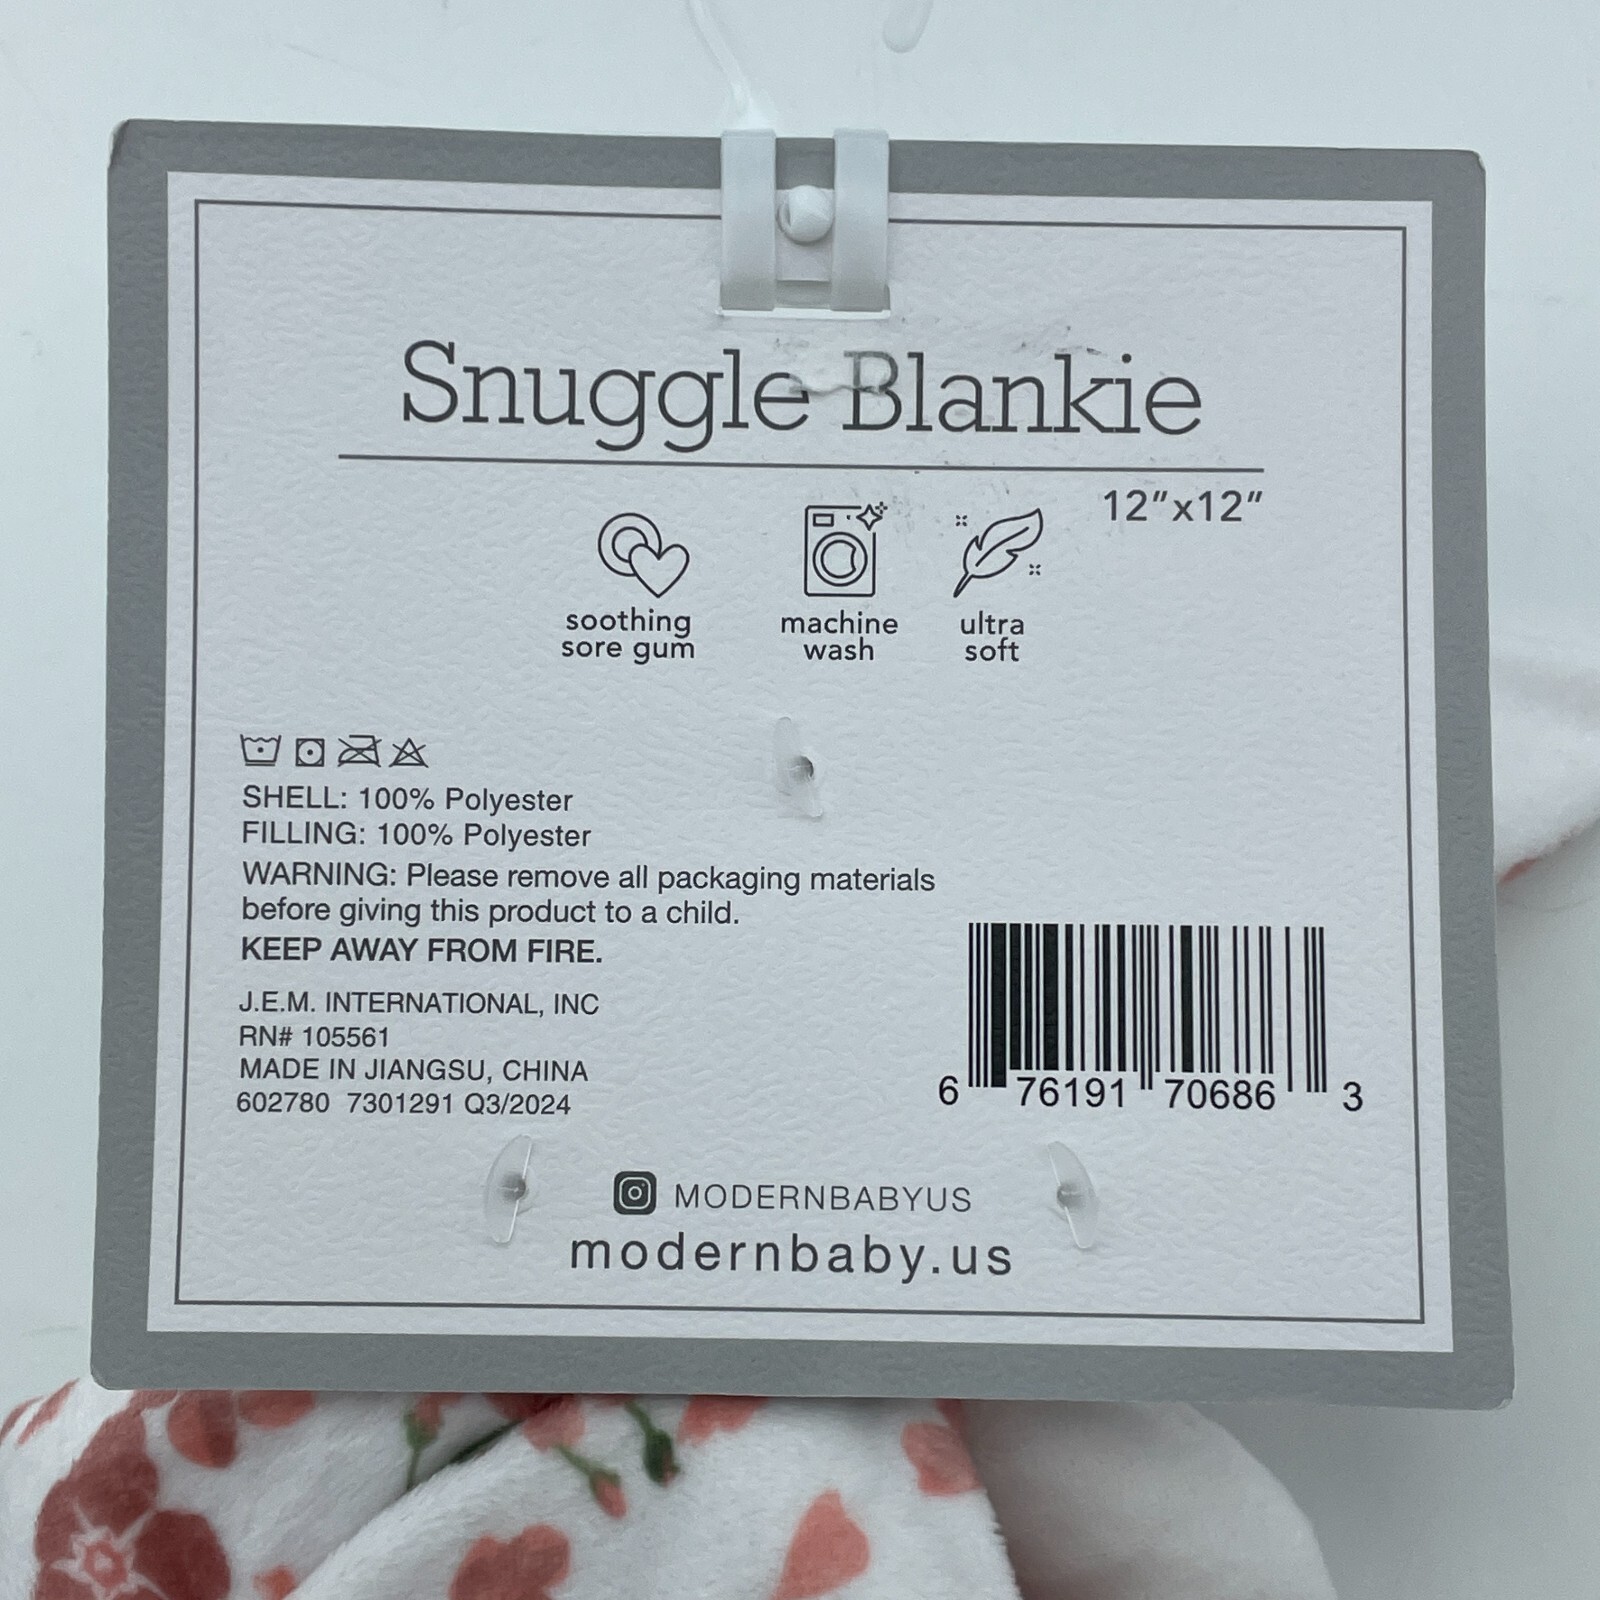 Snuggle Blankie
12"x12"
soothing
sore gum
machine
wash
ultra
soft
SHELL: 100% Polyester
FILLING: 100% Polyester
WARNING: Please remove all packaging materials
before giving this product to a child.
KEEP AWAY FROM FIRE.
J.E.M. INTERNATIONAL, INC
RN# 105561
MADE IN JIANGSU, CHINA
602780 7301291 Q3/2024
6 76191 70686 3
MODERNBABYUS
modernbaby.us